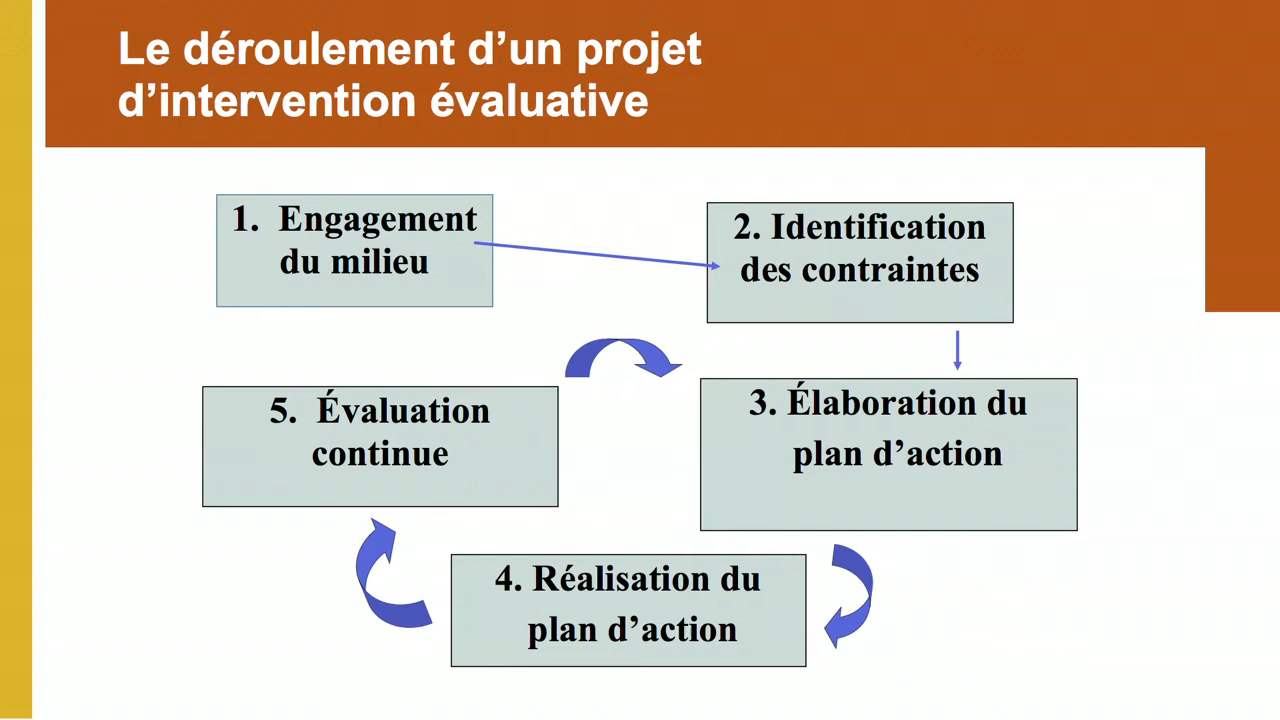 Le déroulement d’un projet
d’intervention évaluative
1. Engagement
du milieu
2. Identification
des contraintes
3. Élaboration du
plan d’action
4. Réalisation du
plan d’action
5. Évaluation
continue